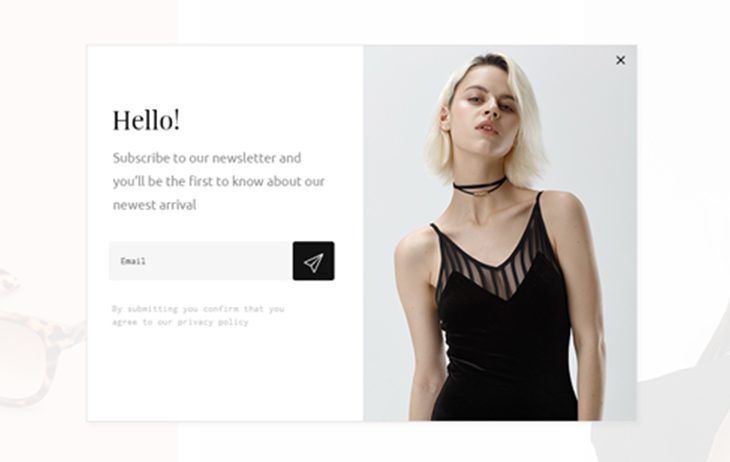 Hello!
Subscribe to our newsletter and
you'll be the first to know about our
newest arrival
Email
By submitting you confirm that you
agree to our privacy policy